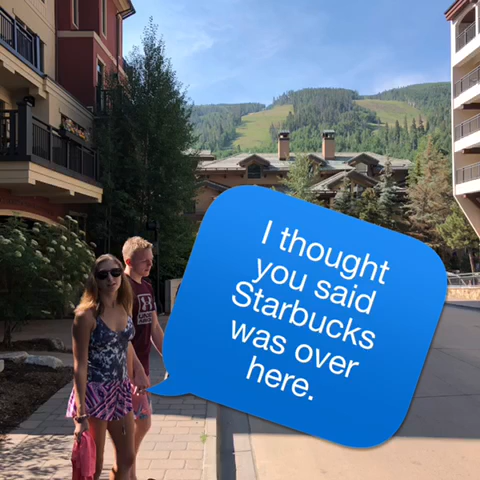 I thought
you said
Starbucks
was over
here.